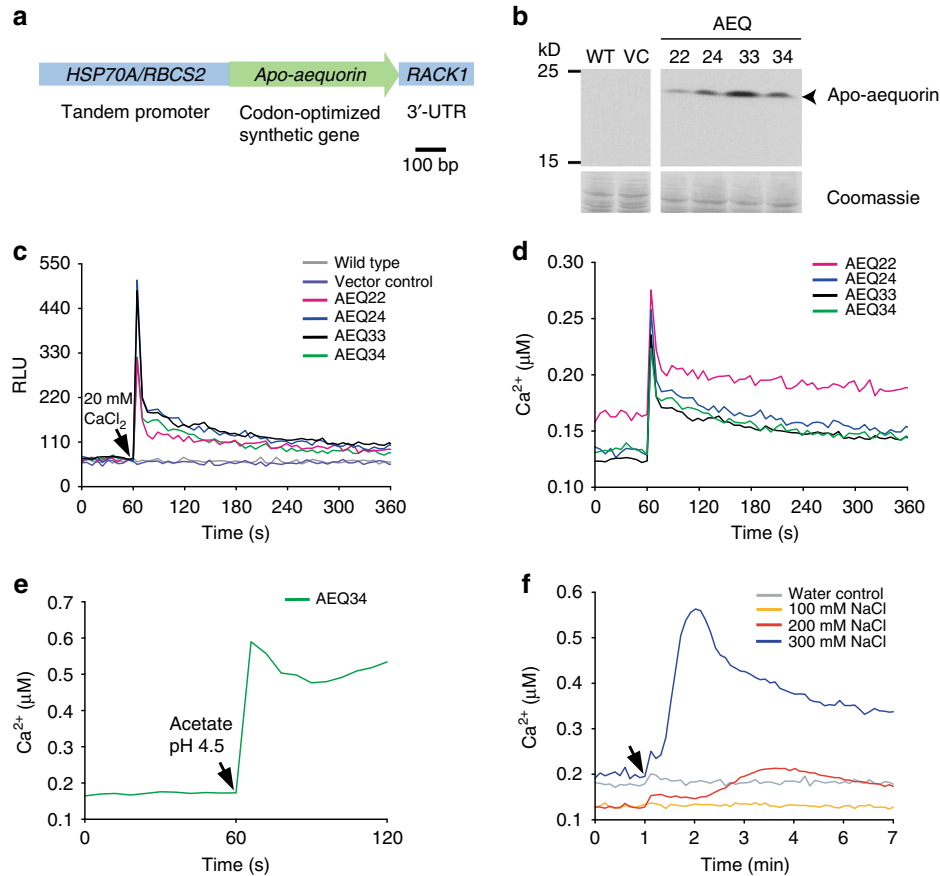 a
HSP70A/RBCS2
Apo-aequorin
RACK1
Tandem promoter
Codon-optimized
synthetic gene
3′-UTR
100 bp
b
AEQ
kD
WT VC 22 24 33 34
25
15
Apo-aequorin
Coomassie
c
RLU
550
440
330
220
110
0
20 mM
CaCl₂
Wild type
Vector control
AEQ22
AEQ24
AEQ33
AEQ34
0 60 120 180 240 300 360
Time (s)
d
Ca²⁺ (μM)
0.30
0.25
0.20
0.15
0.10
AEQ22
AEQ24
AEQ33
AEQ34
0 60 120 180 240 300 360
Time (s)
e
Ca²⁺ (μM)
0.7
0.6
0.5
0.4
0.3
0.2
0.1
AEQ34
Acetate
pH 4.5
0 60 120
Time (s)
f
Ca²⁺ (μM)
0.6
0.5
0.4
0.3
0.2
0.1
Water control
100 mM NaCl
200 mM NaCl
300 mM NaCl
0 1 2 3 4 5 6 7
Time (min)